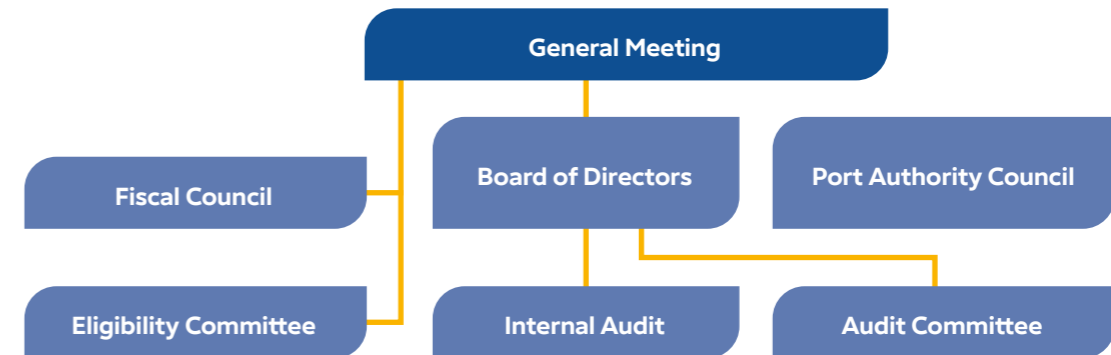 General Meeting
Board of Directors
Port Authority Council
Fiscal Council
Eligibility Committee
Internal Audit
Audit Committee